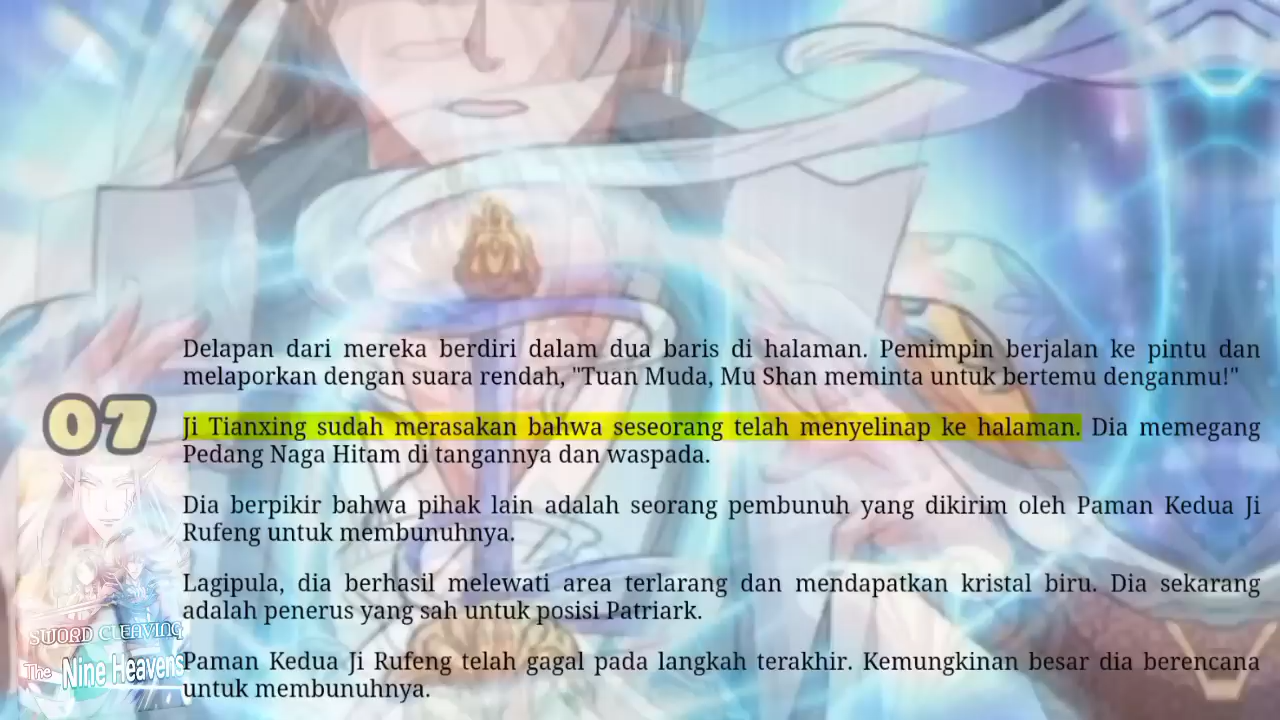 Delapan dari mereka berdiri dalam dua baris di halaman. Pemimpin berjalan ke pintu dan
melaporkan dengan suara rendah, "Tuan Muda, Mu Shan meminta untuk bertemu denganmu!"
07
Ji Tianxing sudah merasakan bahwa seseorang telah menyelinap ke halaman. Dia memegang
Pedang Naga Hitam di tangannya dan waspada.
Dia berpikir bahwa pihak lain adalah seorang pembunuh yang dikirim oleh Paman Kedua Ji
Rufeng untuk membunuhnya.
Lagipula, dia berhasil melewati area terlarang dan mendapatkan kristal biru. Dia sekarang
adalah penerus yang sah untuk posisi Patriark.
SWORD CLEAVING
The Nine Heavens
Paman Kedua Ji Rufeng telah gagal pada langkah terakhir. Kemungkinan besar dia berencana
untuk membunuhnya.